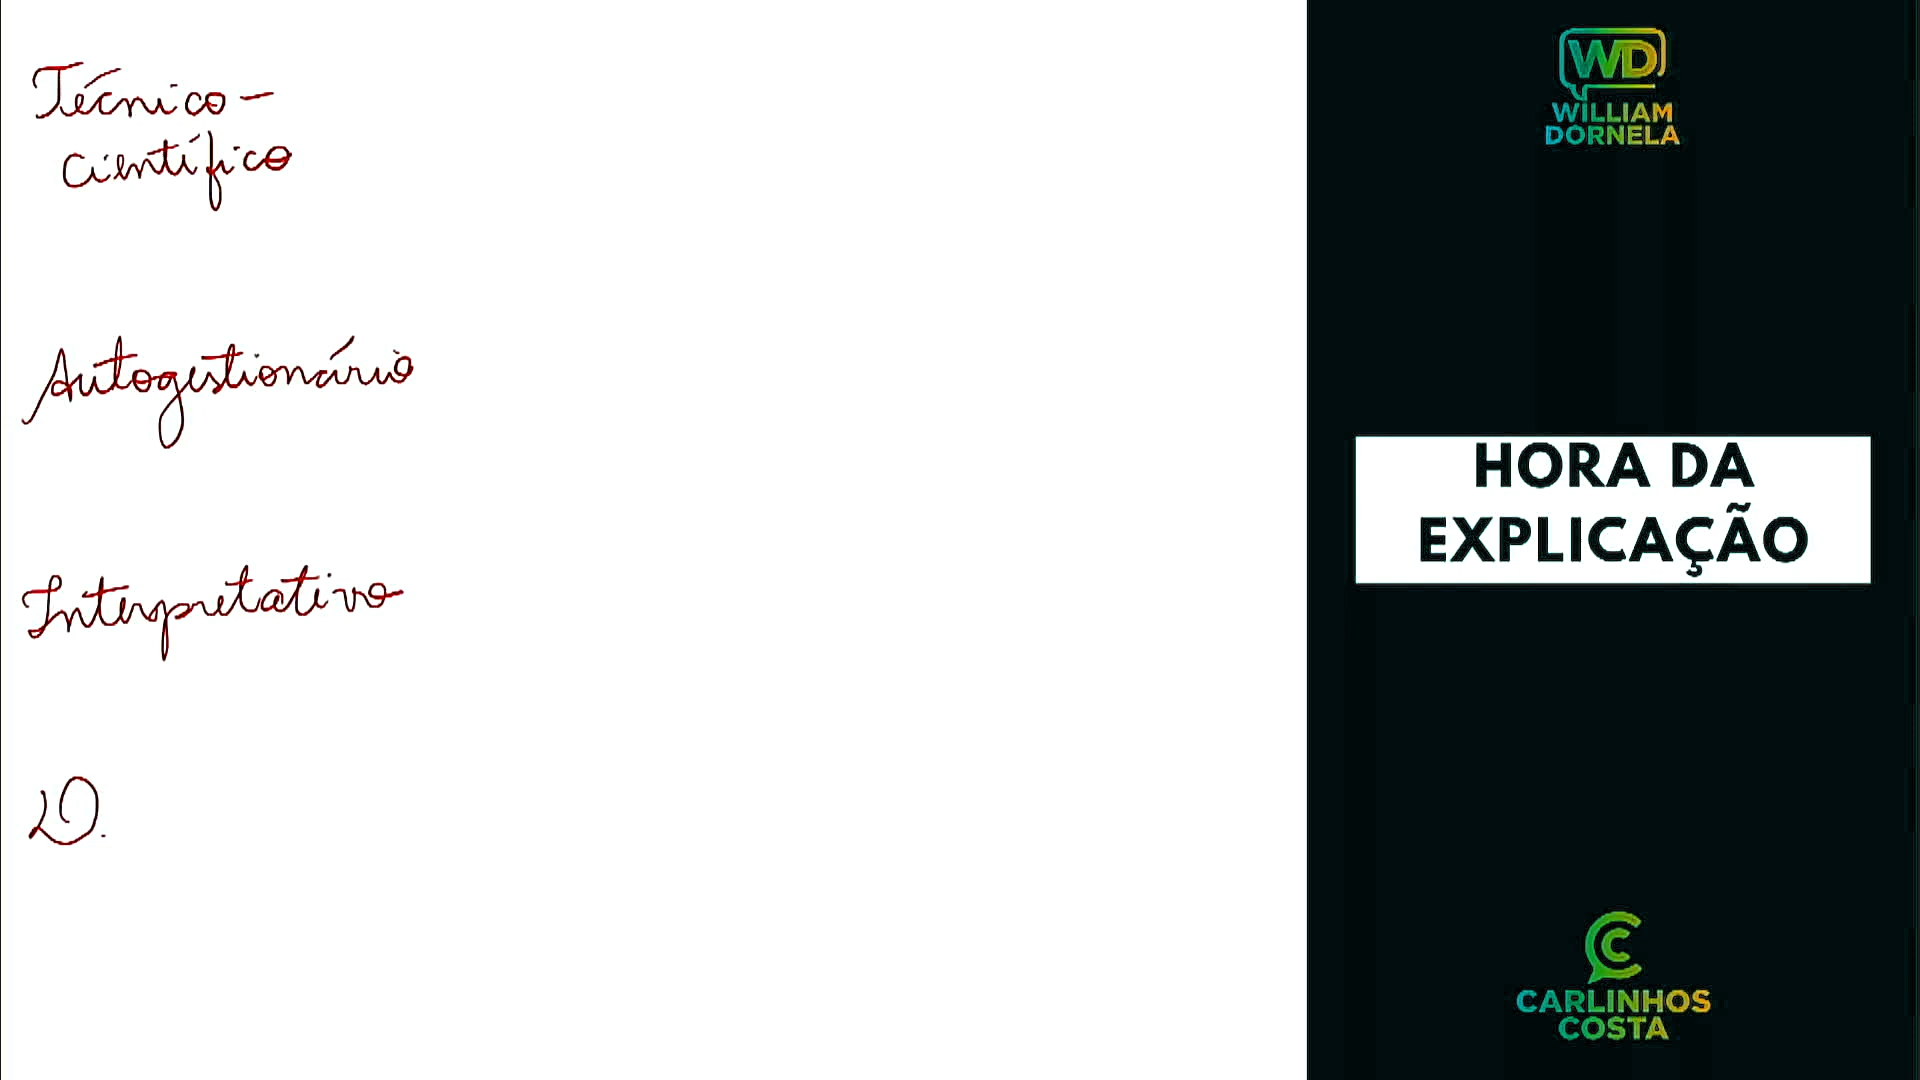 Técnico -
Científico
Autogestionário
Interpretativo
D.
WD
WILLIAM
DORNELA
HORA DA
EXPLICAÇÃO
CARLINHOS
COSTA